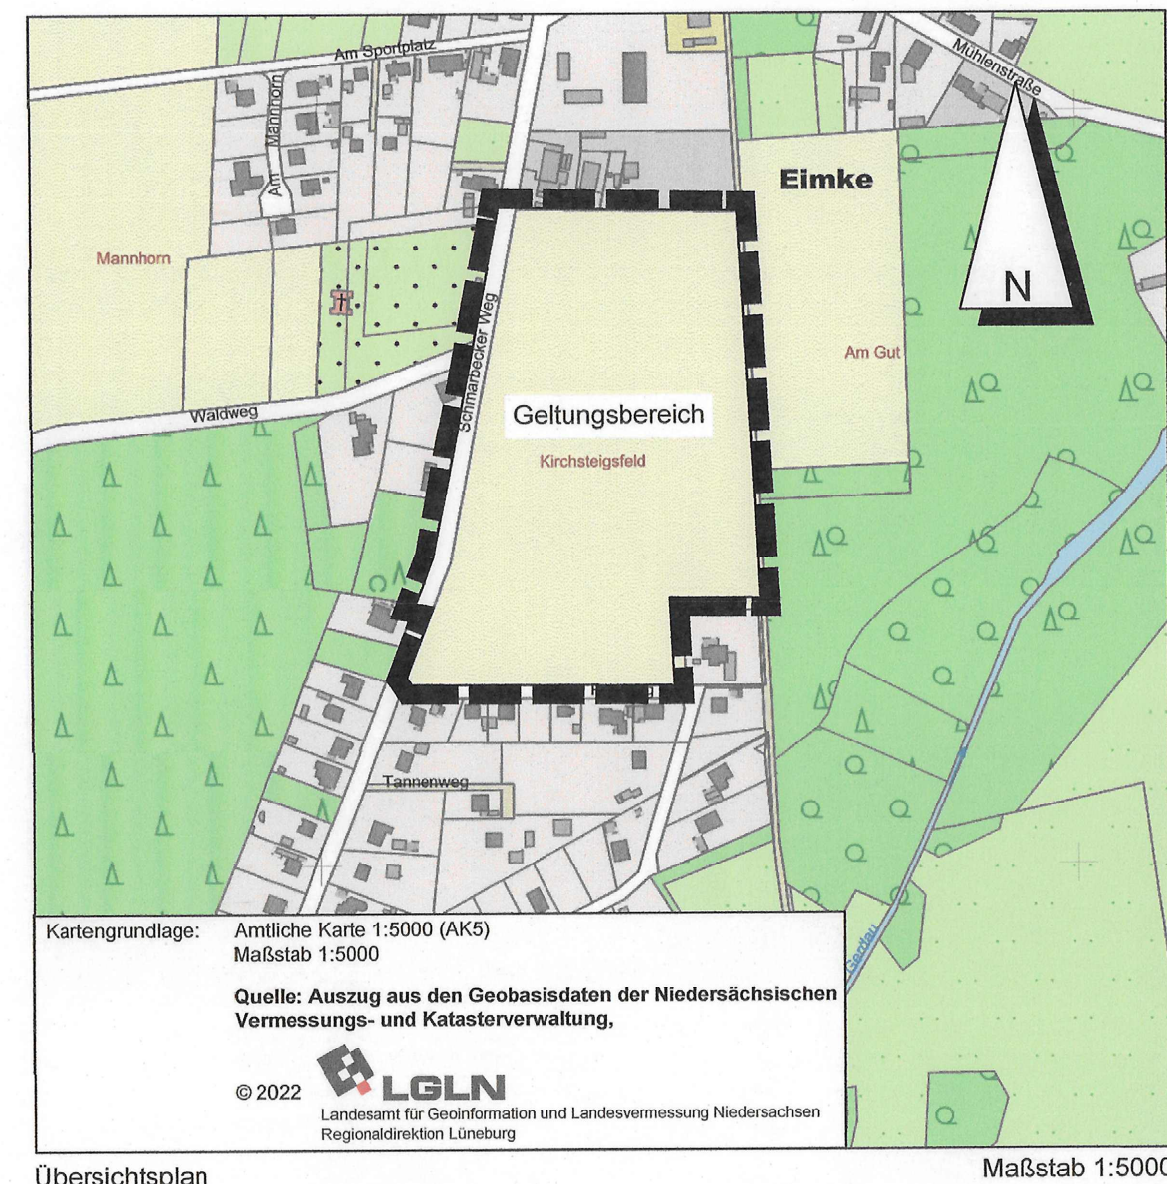 Am Sportplatz
Mühlenstraße
Am Mannhorn
Eimke
Mannhorn
N
Schmarbecker Weg
Am Gut
Waldweg
Geltungsbereich
Kirchsteigsfeld
Tannenweg
Gerdau
Kartengrundlage: Amtliche Karte 1:5000 (AK5)
Maßstab 1:5000
Quelle: Auszug aus den Geobasisdaten der Niedersächsischen
Vermessungs- und Katasterverwaltung,
© 2022 LGLN
Landesamt für Geoinformation und Landesvermessung Niedersachsen
Regionaldirektion Lüneburg
Übersichtsplan Maßstab 1:5000